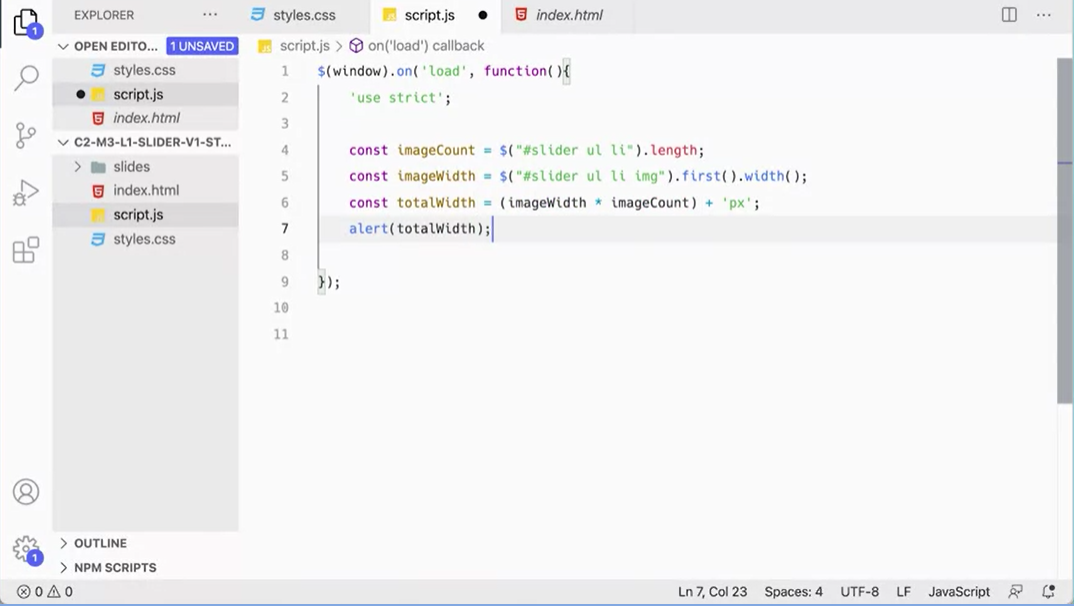 EXPLORER
···
styles.css
script.js
index.html
···
1
OPEN EDITO...
1 UNSAVED
styles.css
script.js
index.html
C2-M3-L1-SLIDER-V1-ST...
slides
index.html
script.js
styles.css
OUTLINE
NPM SCRIPTS
1
script.js > on('load') callback
1 $(window).on('load', function(){
2 'use strict';
3
4 const imageCount = $("#slider ul li").length;
5 const imageWidth = $("#slider ul li img").first().width();
6 const totalWidth = (imageWidth * imageCount) + 'px';
7 alert(totalWidth);
8
9 });
10
11
0 0 Ln 7, Col 23 Spaces: 4 UTF-8 LF JavaScript